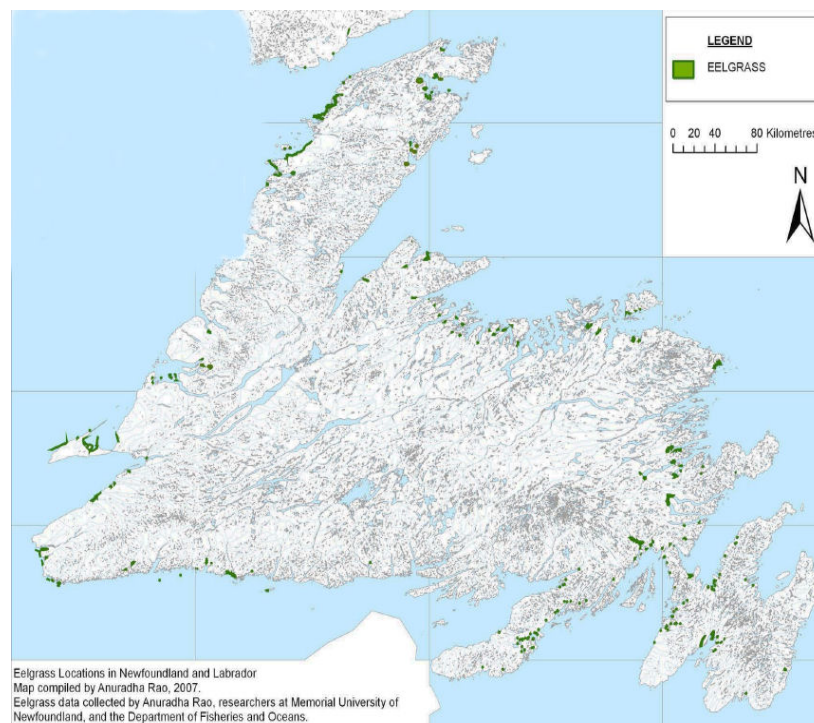 LEGEND
EELGRASS
0 20 40 80 Kilometres
N
Eelgrass Locations in Newfoundland and Labrador
Map compiled by Anuradha Rao, 2007.
Eelgrass data collected by Anuradha Rao, researchers at Memorial University of
Newfoundland, and the Department of Fisheries and Oceans.